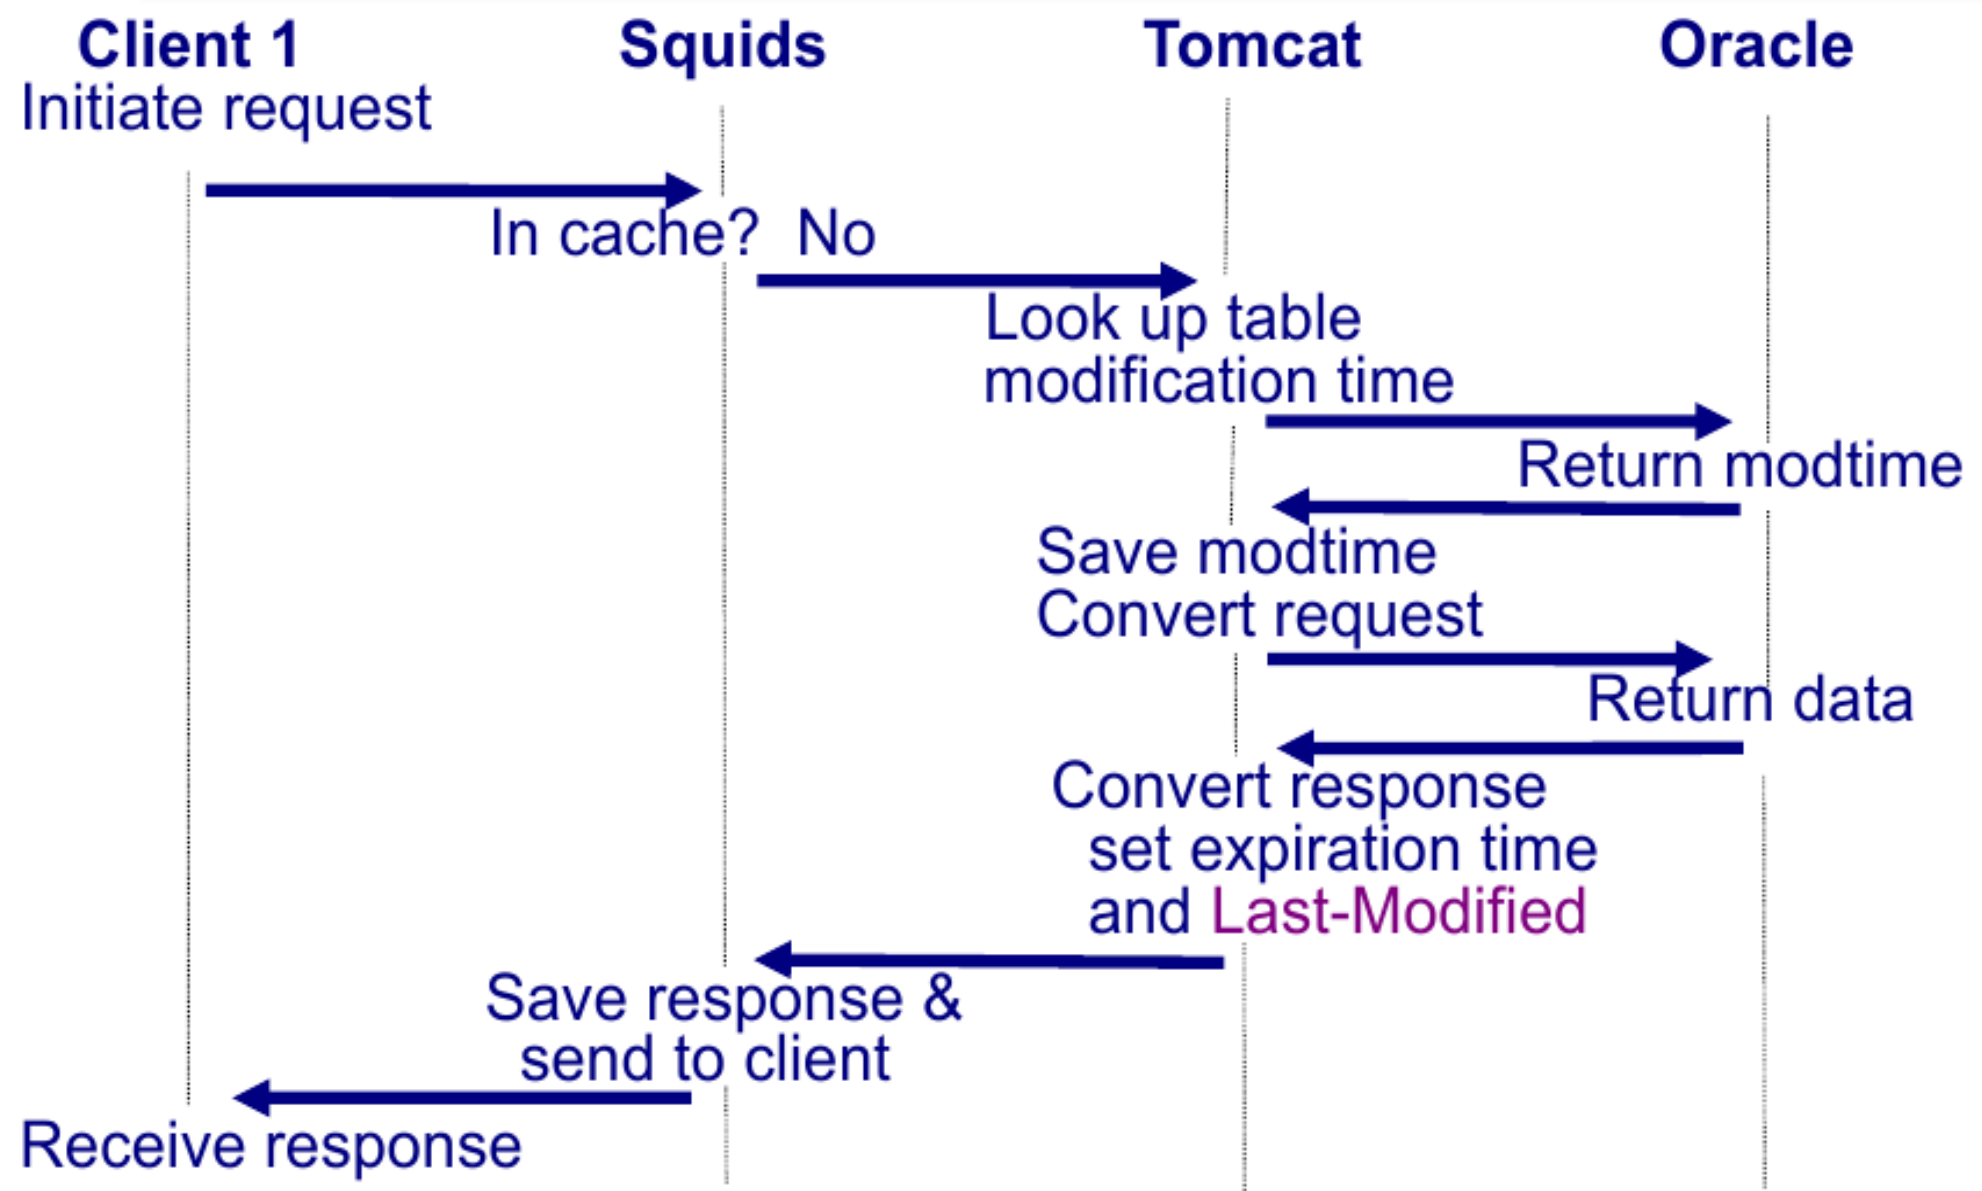 Client 1
Squids
Tomcat
Oracle
Initiate request
In cache? No
Look up table
modification time
Return modtime
Save modtime
Convert request
Return data
Convert response
set expiration time
and Last-Modified
Save response &
send to client
Receive response